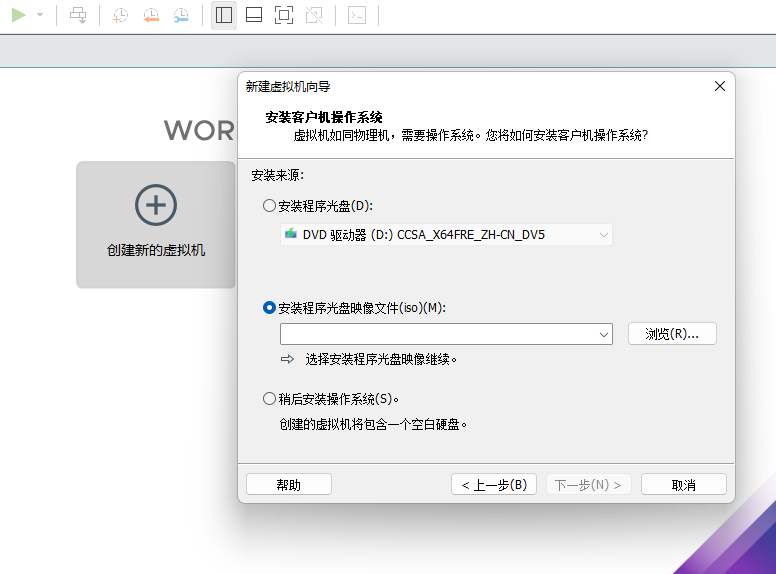 新建虚拟机向导
WOR
安装客户机操作系统
虚拟机如同物理机，需要操作系统。您将如何安装客户机操作系统?
安装来源:
安装程序光盘(D):
DVD 驱动器 (D:) CCSA_X64FRE_ZH-CN_DV5
创建新的虚拟机
安装程序光盘映像文件(iso)(M):
浏览(R)...
选择安装程序光盘映像继续。
稍后安装操作系统(S)。
创建的虚拟机将包含一个空白硬盘。
帮助
< 上一步(B)
下一步(N) >
取消